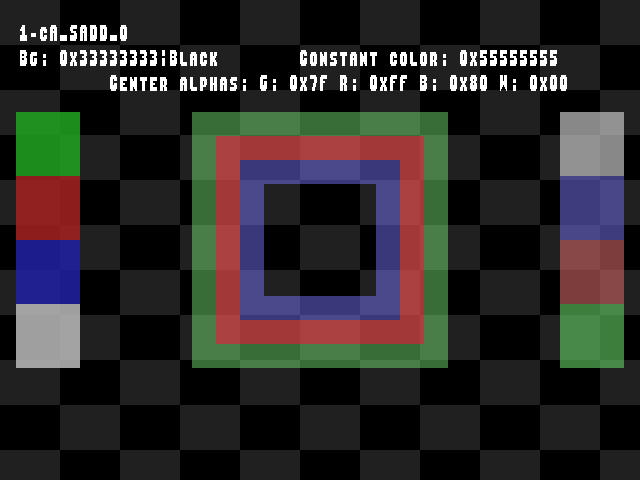 1-cA_SADD_0
Bg: 0x33333333¦Black Constant color: 0x55555555
Center alphas: G: 0x7F R: 0xFF B: 0x80 W: 0x00